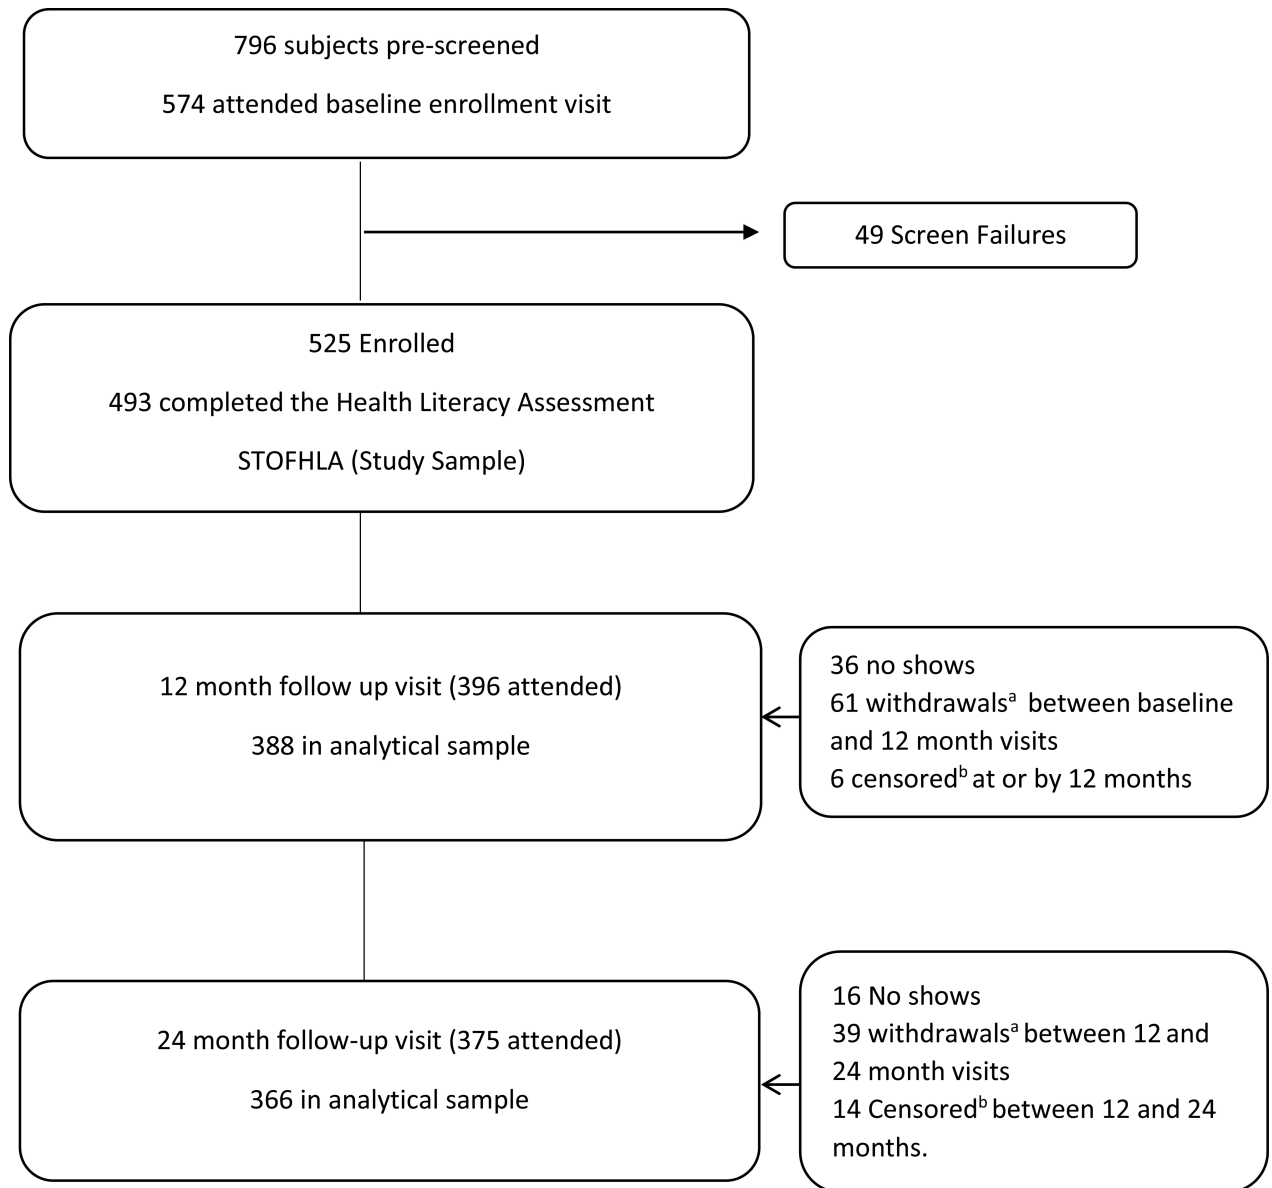 796 subjects pre-screened
574 attended baseline enrollment visit
49 Screen Failures
525 Enrolled
493 completed the Health Literacy Assessment
STOFHLA (Study Sample)
12 month follow up visit (396 attended)
388 in analytical sample
36 no shows
61 withdrawalsᵃ between baseline
and 12 month visits
6 censoredᵇ at or by 12 months
24 month follow-up visit (375 attended)
366 in analytical sample
16 No shows
39 withdrawalsᵃ between 12 and
24 month visits
14 Censoredᵇ between 12 and 24
months.